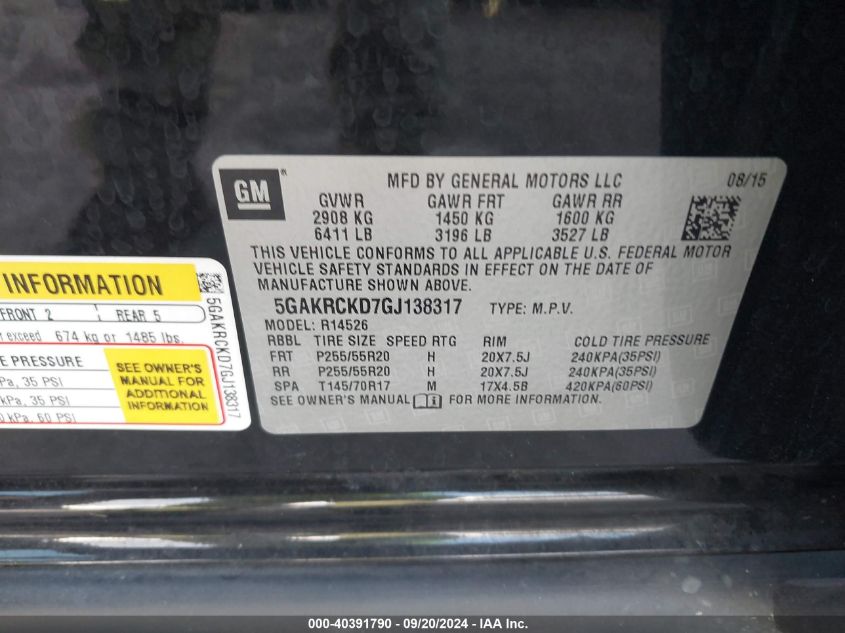 INFORMATION
FRONT 2 REAR 5
exceed 674 kg or 1485 lbs.
PRESSURE
kPa, 35 PSI
kPa, 35 PSI
kPa, 60 PSI
SEE OWNER'S
MANUAL FOR
ADDITIONAL
INFORMATION
5GAKRCKD7GJ138317
GM
MFD BY GENERAL MOTORS LLC 08/15
GVWR GAWR FRT GAWR RR
2908 KG 1450 KG 1600 KG
6411 LB 3196 LB 3527 LB
THIS VEHICLE CONFORMS TO ALL APPLICABLE U.S. FEDERAL MOTOR
VEHICLE SAFETY STANDARDS IN EFFECT ON THE DATE OF
MANUFACTURE SHOWN ABOVE.
5GAKRCKD7GJ138317 TYPE: M.P.V.
MODEL: R14526
RBBL TIRE SIZE SPEED RTG RIM COLD TIRE PRESSURE
FRT P255/55R20 H 20X7.5J 240KPA(35PSI)
RR P255/55R20 H 20X7.5J 240KPA(35PSI)
SPA T145/70R17 M 17X4.5B 420KPA(60PSI)
SEE OWNER'S MANUAL FOR MORE INFORMATION
000-40391790 - 09/20/2024 - IAA Inc.